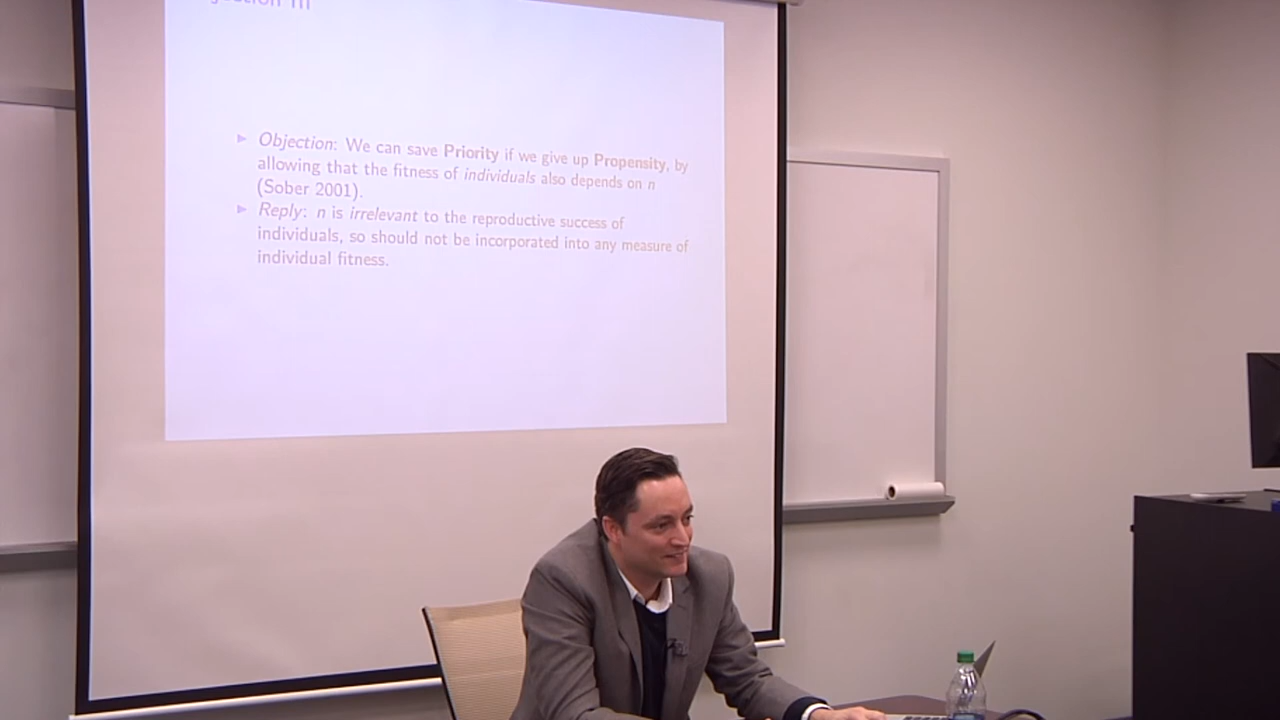 ► Objection: We can save Priority if we give up Propensity, by
allowing that the fitness of individuals also depends on n
(Sober 2001).
► Reply: n is irrelevant to the reproductive success of
individuals, so should not be incorporated into any measure of
individual fitness.